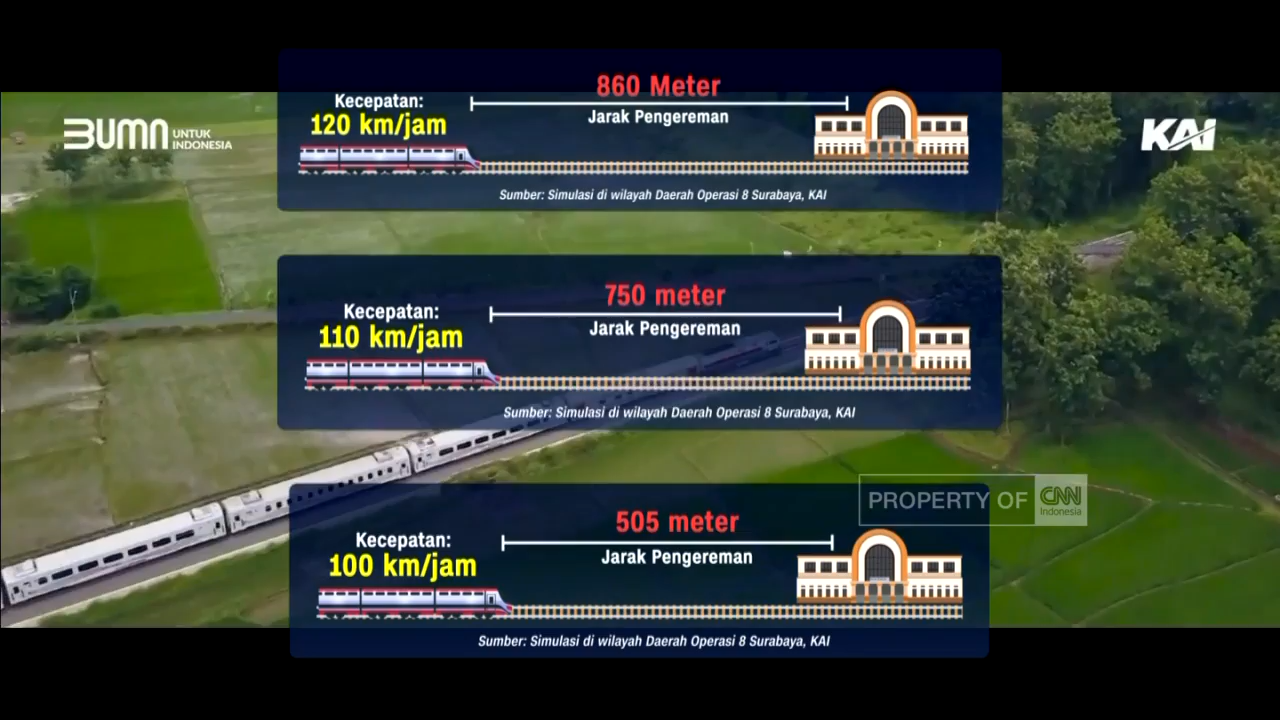 860 Meter
Kecepatan:
120 km/jam
Jarak Pengereman
BUMN UNTUK
INDONESIA
KAI
Sumber: Simulasi di wilayah Daerah Operasi 8 Surabaya, KAI
750 meter
Kecepatan:
110 km/jam
Jarak Pengereman
Sumber: Simulasi di wilayah Daerah Operasi 8 Surabaya, KAI
PROPERTY OF CNN
Indonesia
505 meter
Kecepatan:
100 km/jam
Jarak Pengereman
Sumber: Simulasi di wilayah Daerah Operasi 8 Surabaya, KAI